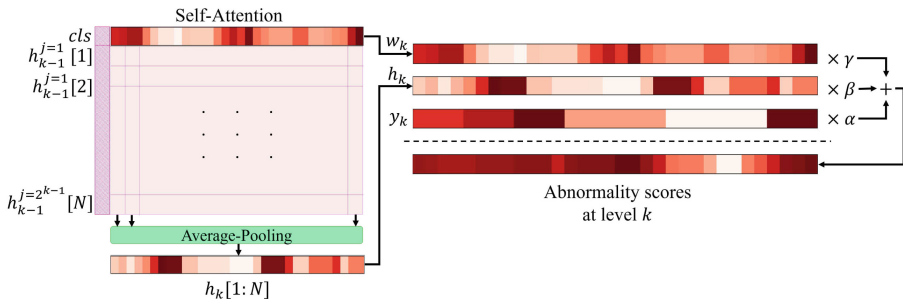 Self-Attention
cls
h_{k-1}^{j=1}[1]
h_{k-1}^{j=1}[2]
h_{k-1}^{j=2^{k-1}}[N]
Average-Pooling
h_k[1:N]
w_k
× γ
h_k
× β
+
y_k
× α
Abnormality scores
at level k